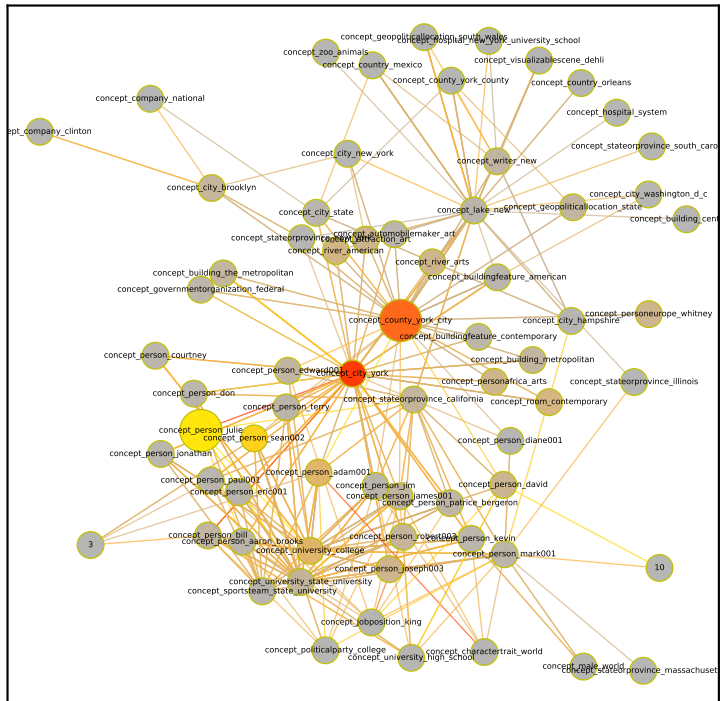 concept_geopoliticallocation_south_wales
concept_hospital_new_york_university_school
concept_zoo_animals
concept_country_mexico
concept_visualizablescene_dehli
concept_county_york_county
concept_country_orleans
concept_company_national
concept_hospital_system
ept_company_clinton
concept_city_new_york
concept_stateorprovince_south_caro
concept_writer_new
concept_city_brooklyn
concept_city_washington_d_c
concept_city_state
concept_lake_new
concept_geopoliticallocation_state
concept_building_cent
concept_automobilemaker_art
concept_attraction_art
concept_river_american
concept_river_arts
concept_building_the_metropolitan
concept_buildingfeature_american
concept_governmentorganization_federal
concept_county_york_city
concept_city_hampshire
concept_personeurope_whitney
concept_buildingfeature_contemporary
concept_person_courtney
concept_building_metropolitan
concept_person_edward001
concept_city_york
concept_personafrica_arts
concept_stateorprovince_illinois
concept_person_don
concept_stateorprovince_california
concept_room_contemporary
concept_person_terry
concept_person_julie
concept_person_sean002
concept_person_diane001
concept_person_jonathan
concept_person_adam001
concept_person_paul001
concept_person_jim
concept_person_david
concept_person_eric001
concept_person_james001
concept_person_patrice_bergeron
concept_person_bill
concept_person_aaron_brooks
concept_person_robert003
concept_person_kevin
3
concept_university_college
concept_person_mark001
concept_person_joseph003
10
concept_university_state_university
concept_sportsteam_state_university
concept_jobposition_king
concept_politicalparty_college
concept_university_high_school
concept_charactertrait_world
concept_male_world
concept_stateorprovince_massachuset